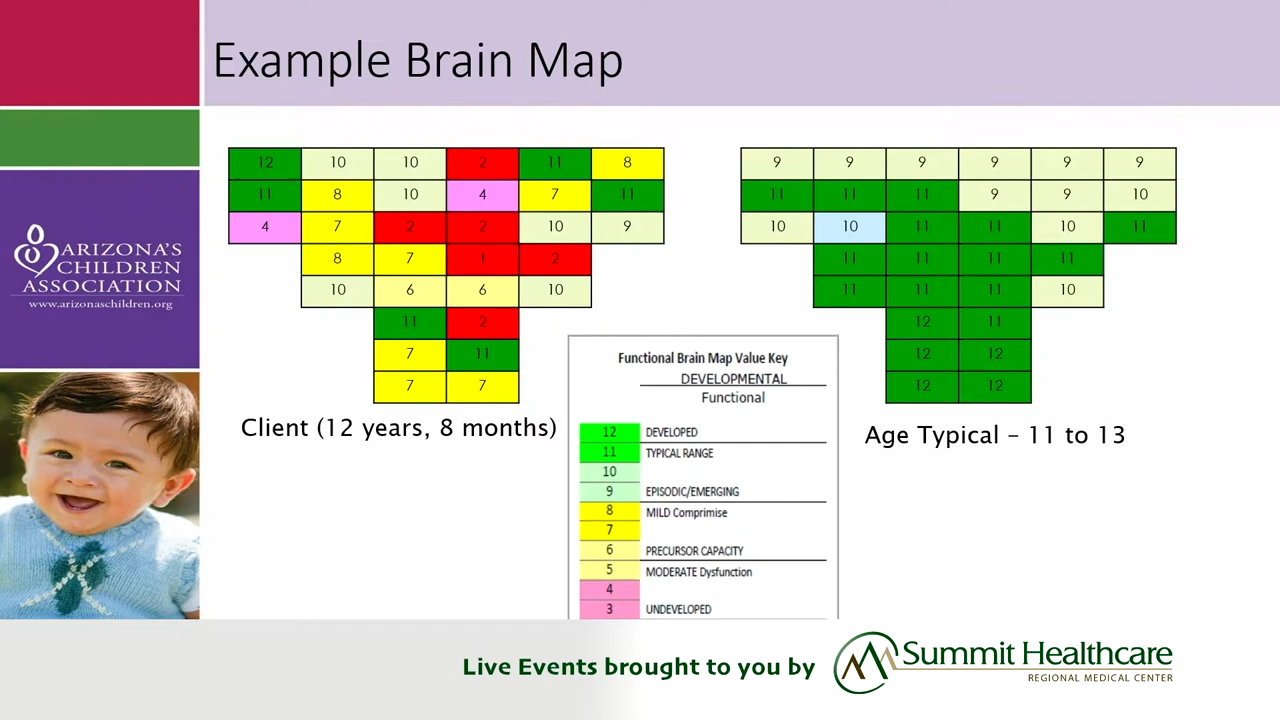 Example Brain Map
12 10 10 2 11 8
11 8 10 4 7 11
4 7 2 2 10 9
8 7 1 2
10 6 6 10
11 2
7 11
7 7
Client (12 years, 8 months)
9 9 9 9 9 9
11 11 11 9 9 10
10 10 11 11 10 11
11 11 11 11
11 11 11 10
12 11
12 12
12 12
Age Typical – 11 to 13
Functional Brain Map Value Key
DEVELOPMENTAL
Functional
12 DEVELOPED
11 TYPICAL RANGE
10
9 EPISODIC/EMERGING
8 MILD Comprimise
7
6 PRECURSOR CAPACITY
5 MODERATE Dysfunction
4
3 UNDEVELOPED
ARIZONA'S
CHILDREN
ASSOCIATION
www.arizonaschildren.org
Live Events brought to you by
Summit Healthcare
REGIONAL MEDICAL CENTER